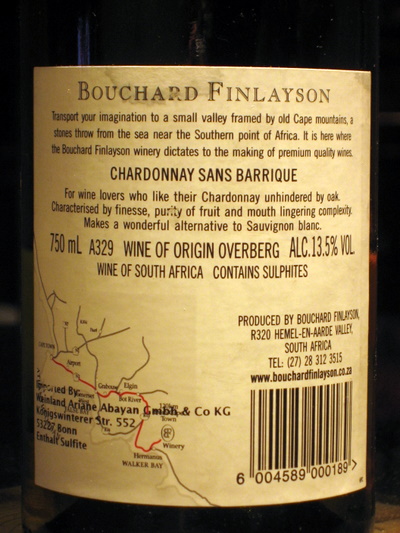 BOUCHARD FINLAYSON
Transport your imagination to a small valley framed by old Cape mountains, a
stones throw from the sea near the Southern point of Africa. It is here where
the Bouchard Finlayson winery dictates to the making of premium quality wines.
CHARDONNAY SANS BARRIQUE
For wine lovers who like their Chardonnay unhindered by oak.
Characterised by finesse, purity of fruit and mouth lingering complexity.
Makes a wonderful alternative to Sauvignon blanc.
750 mL A329 WINE OF ORIGIN OVERBERG ALC.13.5% VOL.
WINE OF SOUTH AFRICA CONTAINS SULPHITES
PRODUCED BY BOUCHARD FINLAYSON,
R320 HEMEL-EN-AARDE VALLEY,
SOUTH AFRICA
TEL: (27) 28 312 3515
www.bouchardfinlayson.co.za
Airport
Grabouw Elgin
Bot River
Imported By
Weinland Ariane Abayan GmbH & Co KG
Königswinterer Str. 552
53227 Bonn
Enthält Sulfite
Town
BF
Winery
Hermanus
WALKER BAY
6 004589 000189 >